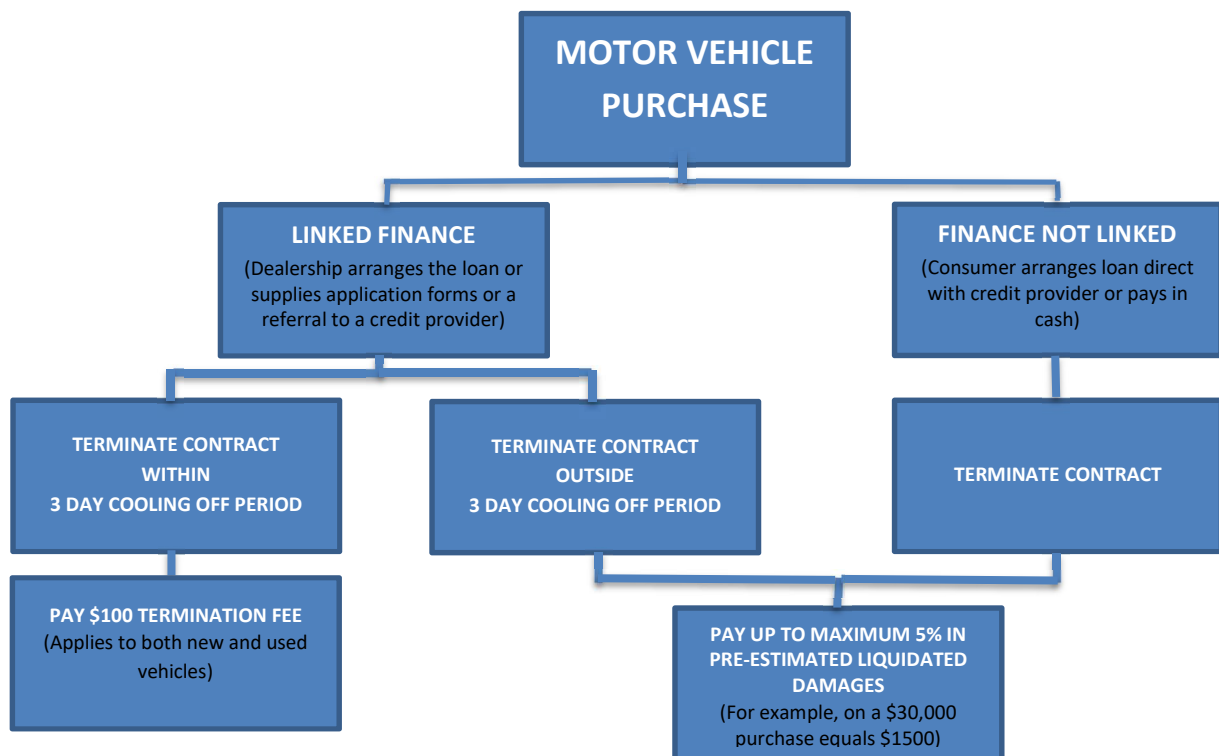 MOTOR VEHICLE
PURCHASE
LINKED FINANCE
(Dealership arranges the loan or
supplies application forms or a
referral to a credit provider)
FINANCE NOT LINKED
(Consumer arranges loan direct
with credit provider or pays in
cash)
TERMINATE CONTRACT
WITHIN
3 DAY COOLING OFF PERIOD
TERMINATE CONTRACT
OUTSIDE
3 DAY COOLING OFF PERIOD
TERMINATE CONTRACT
PAY $100 TERMINATION FEE
(Applies to both new and used
vehicles)
PAY UP TO MAXIMUM 5% IN
PRE-ESTIMATED LIQUIDATED
DAMAGES
(For example, on a $30,000
purchase equals $1500)